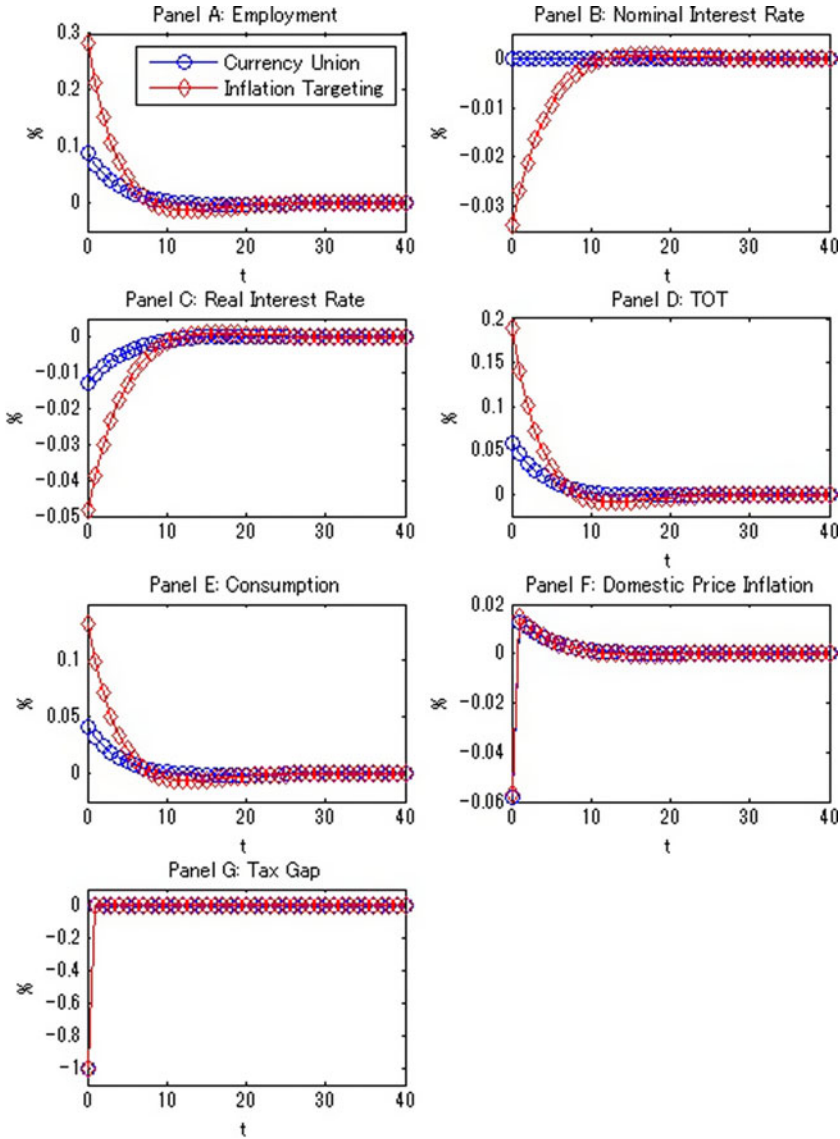 Panel A: Employment
0.3
0.2
0.1
0
%
0 10 20 30 40
t
Currency Union
Inflation Targeting
Panel B: Nominal Interest Rate
0
-0.01
-0.02
-0.03
%
0 10 20 30 40
t
Panel C: Real Interest Rate
0
-0.01
-0.02
-0.03
-0.04
-0.05
%
0 10 20 30 40
t
Panel D: TOT
0.2
0.15
0.1
0.05
0
%
0 10 20 30 40
t
Panel E: Consumption
0.1
0.05
0
%
0 10 20 30 40
t
Panel F: Domestic Price Inflation
0.02
0
-0.02
-0.04
-0.06
%
0 10 20 30 40
t
Panel G: Tax Gap
0
-0.2
-0.4
-0.6
-0.8
-1
%
0 10 20 30 40
t